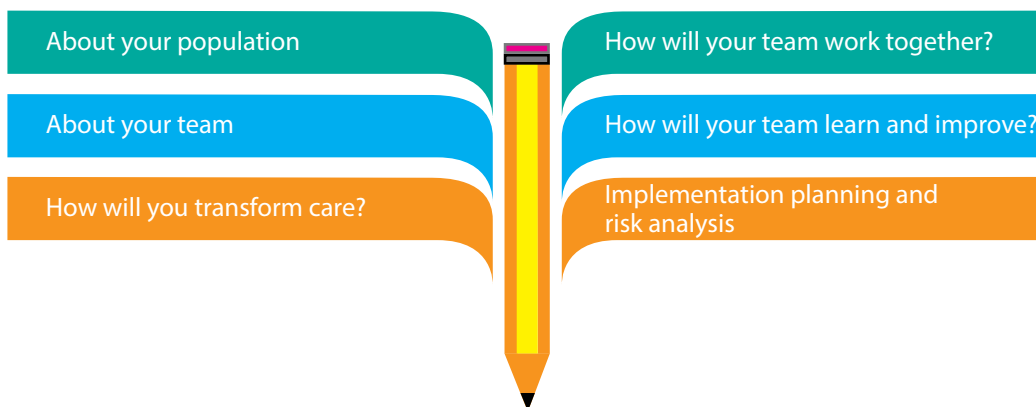 About your population
About your team
How will you transform care?
How will your team work together?
How will your team learn and improve?
Implementation planning and
risk analysis